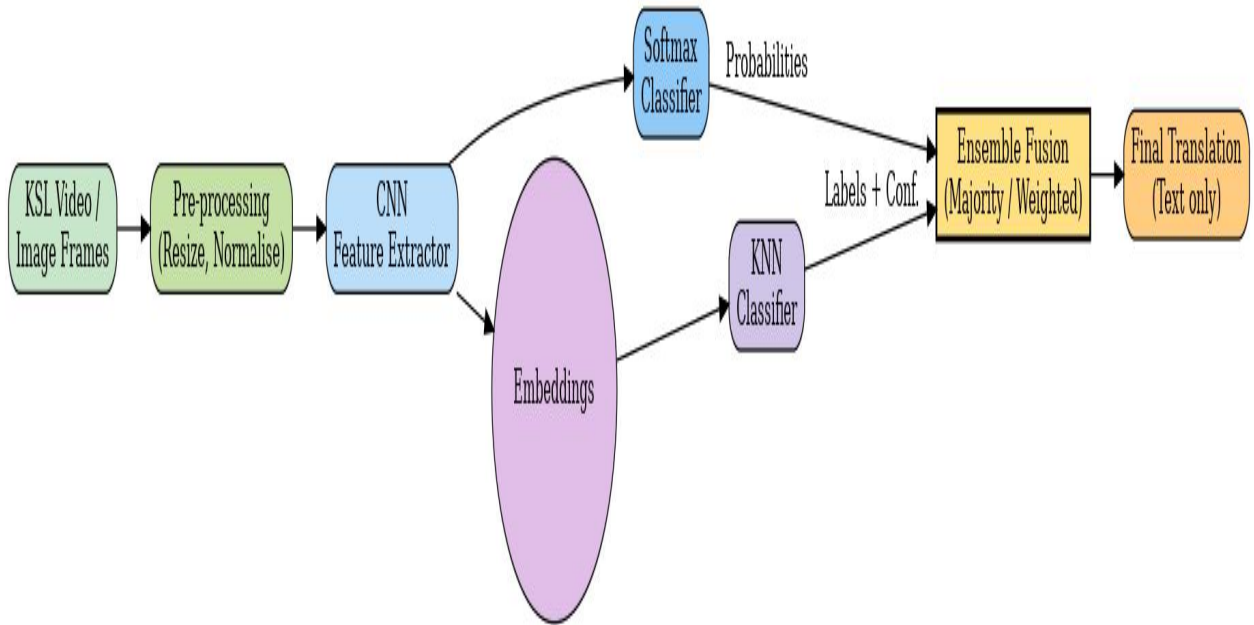 KSL Video /
Image Frames
Pre-processing
(Resize, Normalise)
CNN
Feature Extractor
Embeddings
Softmax
Classifier
Probabilities
KNN
Classifier
Labels + Conf.
Ensemble Fusion
(Majority / Weighted)
Final Translation
(Text only)